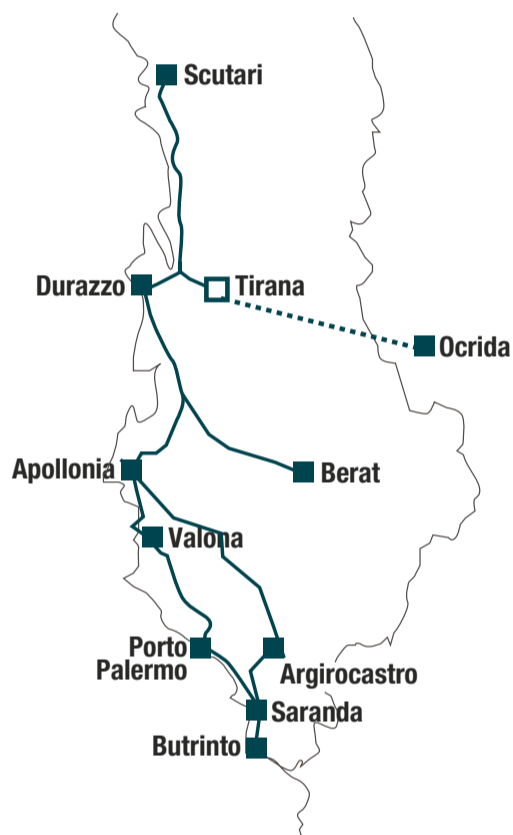 Scutari
Durazzo
Tirana
Ocrida
Apollonia
Berat
Valona
Porto
Palermo
Argirocastro
Saranda
Butrinto